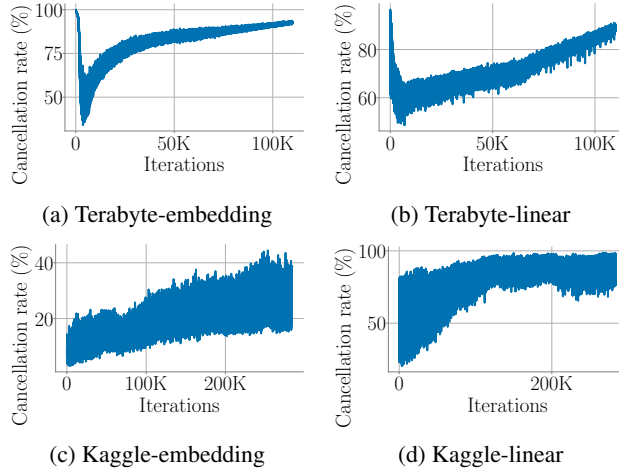 Cancellation rate (%)
100
75
50
0
50K
100K
Iterations
(a) Terabyte-embedding
Cancellation rate (%)
80
60
0
50K
100K
Iterations
(b) Terabyte-linear
Cancellation rate (%)
40
20
0
100K
200K
Iterations
(c) Kaggle-embedding
Cancellation rate (%)
100
50
0
200K
Iterations
(d) Kaggle-linear